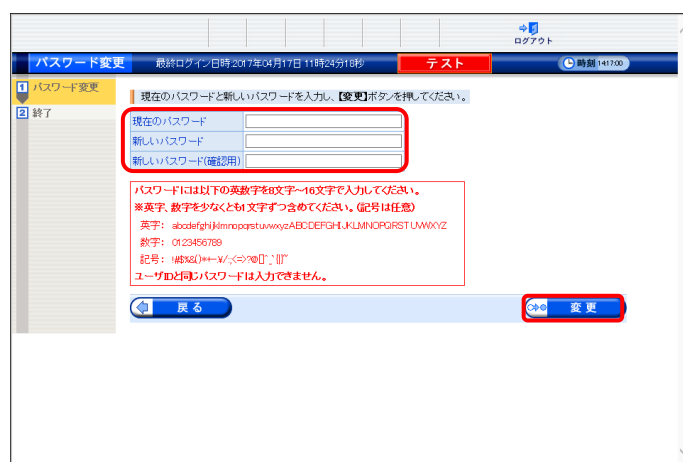 ログアウト
パスワード変更 最終ログイン日時:2017年04月17日 11時24分18秒 テスト 時刻 14:17:00
1 パスワード変更
2 終了
現在のパスワードと新しいパスワードを入力し、【変更】ボタンを押してください。
現在のパスワード
新しいパスワード
新しいパスワード(確認用)
パスワードには以下の英数字を8文字~16文字で入力してください。
※英字、数字を少なくとも1文字ずつ含めてください。(記号は任意)
英字: abcdefghijklmnopqrstuvwxyzABCDEFGHIJKLMNOPQRSTUVWXYZ
数字: 0123456789
記号:
ユーザIDと同じパスワードは入力できません。
戻る 変更